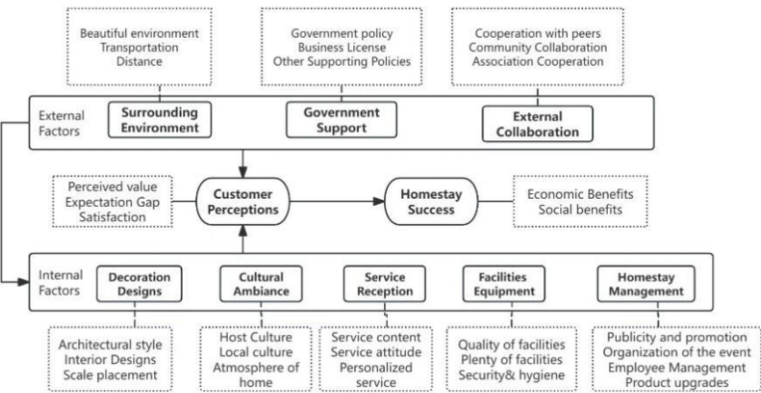 Beautiful environment
Transportation
Distance
Government policy
Business License
Other Supporting Policies
Cooperation with peers
Community Collaboration
Association Cooperation
External
Factors
Surrounding
Environment
Government
Support
External
Collaboration
Perceived value
Expectation Gap
Satisfaction
Customer
Perceptions
Homestay
Success
Economic Benefits
Social benefits
Internal
Factors
Decoration
Designs
Cultural
Ambiance
Service
Reception
Facilities
Equipment
Homestay
Management
Architectural style
Interior Designs
Scale placement
Host Culture
Local culture
Atmosphere of
home
Service content
Service attitude
Personalized
service
Quality of facilities
Plenty of facilities
Security& hygiene
Publicity and promotion
Organization of the event
Employee Management
Product upgrades